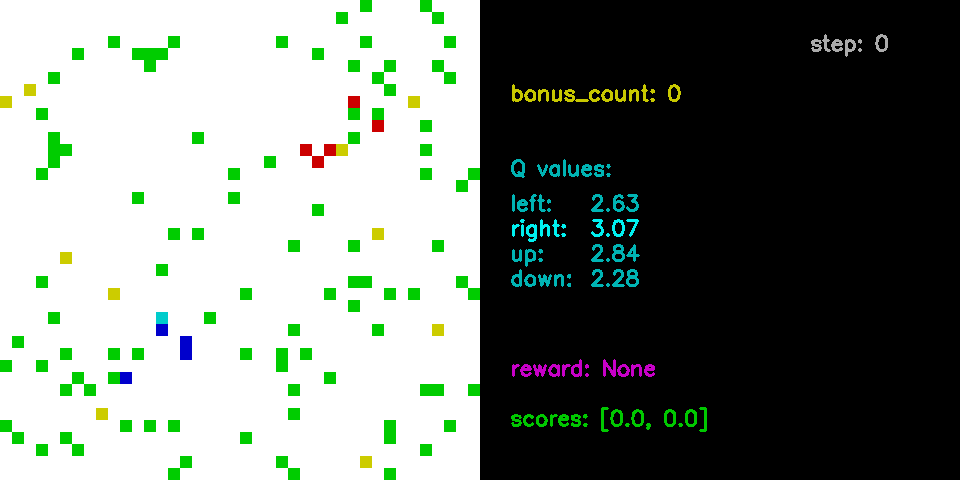 step: 0
bonus_count: 0
Q values:
left: 2.63
right: 3.07
up: 2.84
down: 2.28
reward: None
scores: [0.0, 0.0]